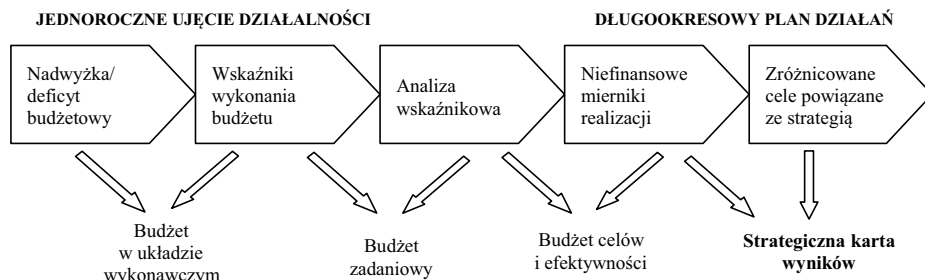 JEDNOROCZNE UJĘCIE DZIAŁALNOŚCI
DŁUGOOKRESOWY PLAN DZIAŁAŃ
Nadwyżka/
deficyt
budżetowy
Wskaźniki
wykonania
budżetu
Analiza
wskaźnikowa
Niefinansowe
mierniki
realizacji
Zróżnicowane
cele powiązane
ze strategią
Budżet
w układzie
wykonawczym
Budżet
zadaniowy
Budżet celów
i efektywności
Strategiczna karta
wyników